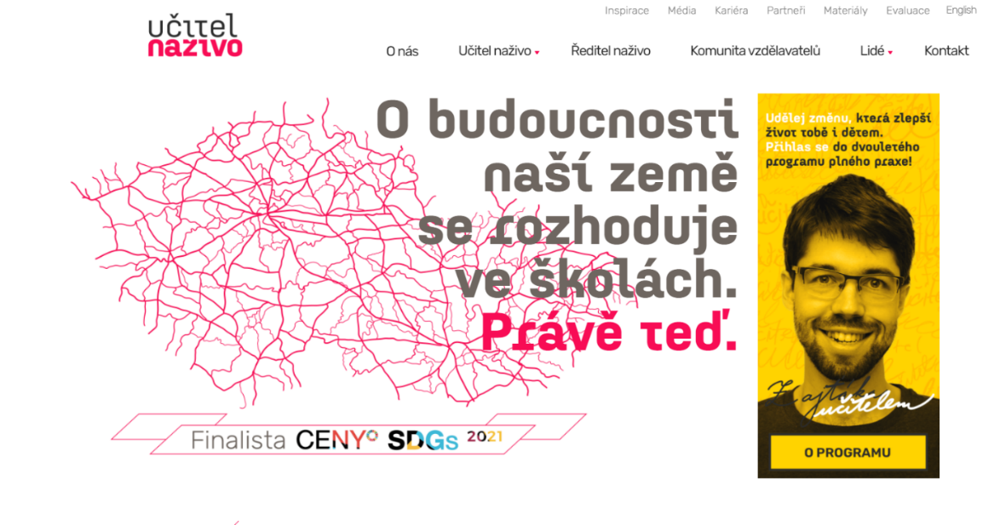 Inspirace Média Kariéra Partneři Materiály Evaluace English
učitel
naživo
O nás Učitel naživo Ředitel naživo Komunita vzdělavatelů Lidé Kontakt
O budoucnosti
naší země
se rozhoduje
ve školách.
Právě teď.
Finalista CENY SDGs 2021
Udělej změnu, která zlepší
život tobě i dětem.
Přihlas se do dvouletého
programu plného praxe!
učitelem
O PROGRAMU